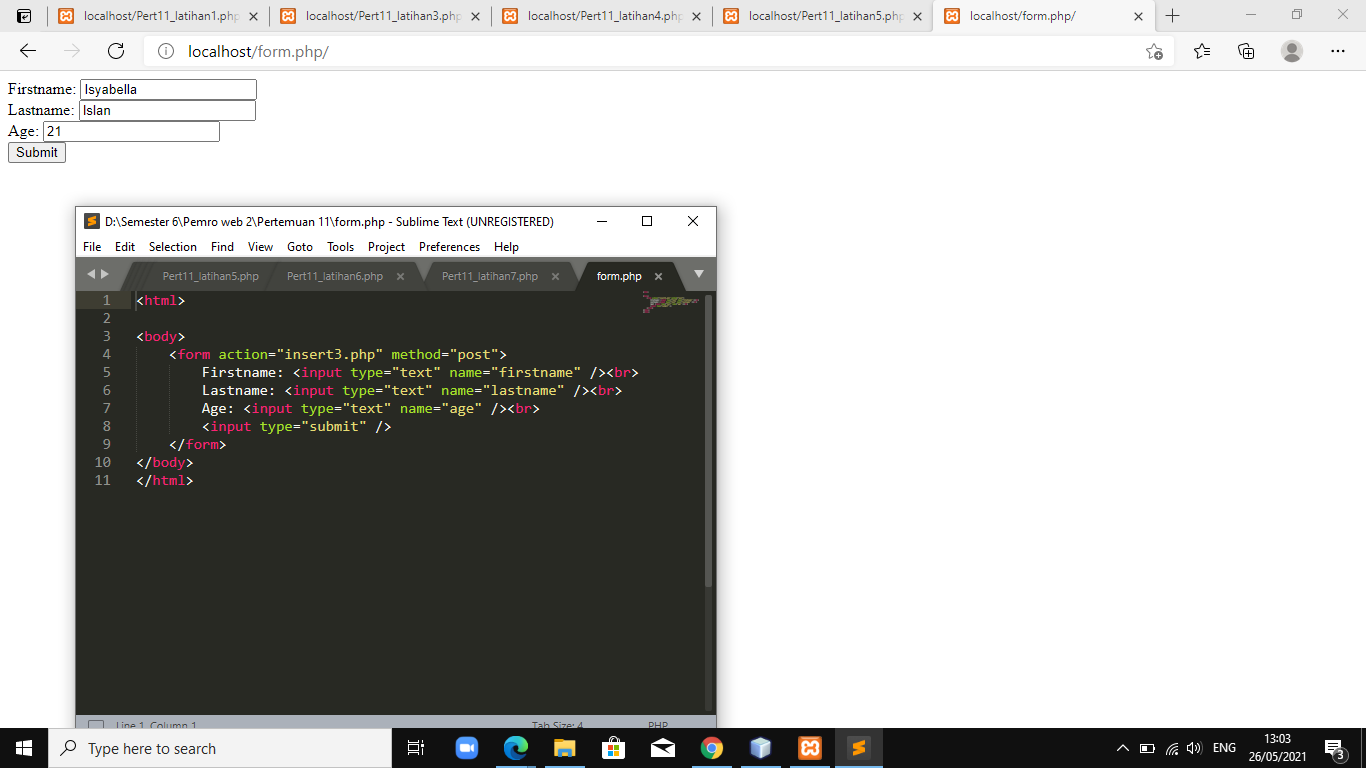 localhost/Pert11_latihan1.php
localhost/Pert11_latihan3.php
localhost/Pert11_latihan4.php
localhost/Pert11_latihan5.php
localhost/form.php/
localhost/form.php/
Firstname: Isyabella
Lastname: Islan
Age: 21
Submit
D:\Semester 6\Pemro web 2\Pertemuan 11\form.php - Sublime Text (UNREGISTERED)
File Edit Selection Find View Goto Tools Project Preferences Help
Pert11_latihan5.php Pert11_latihan6.php Pert11_latihan7.php form.php
1 <html>
2
3 <body>
4 <form action="insert3.php" method="post">
5 Firstname: <input type="text" name="firstname" /><br>
6 Lastname: <input type="text" name="lastname" /><br>
7 Age: <input type="text" name="age" /><br>
8 <input type="submit" />
9 </form>
10 </body>
11 </html>
Line 1, Column 1 Tab Size: 4 PHP
Type here to search
ENG
13:03
26/05/2021
3